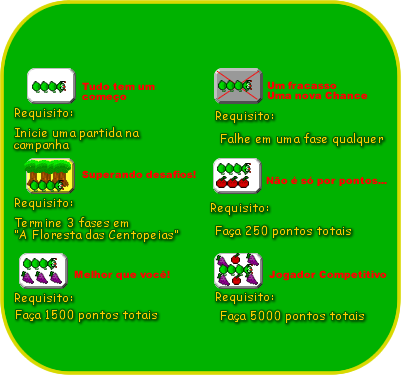 Tudo tem um
começo
Requisito:
Inicie uma partida na
campanha
Um fracasso
Uma nova Chance
Requisito:
Falhe em uma fase qualquer
Superando desafios!
Requisito:
Termine 3 fases em
"A Floresta das Centopeias"
Não é só por pontos...
Requisito:
Faça 250 pontos totais
Melhor que você!
Requisito:
Faça 1500 pontos totais
Jogador Competitivo
Requisito:
Faça 5000 pontos totais